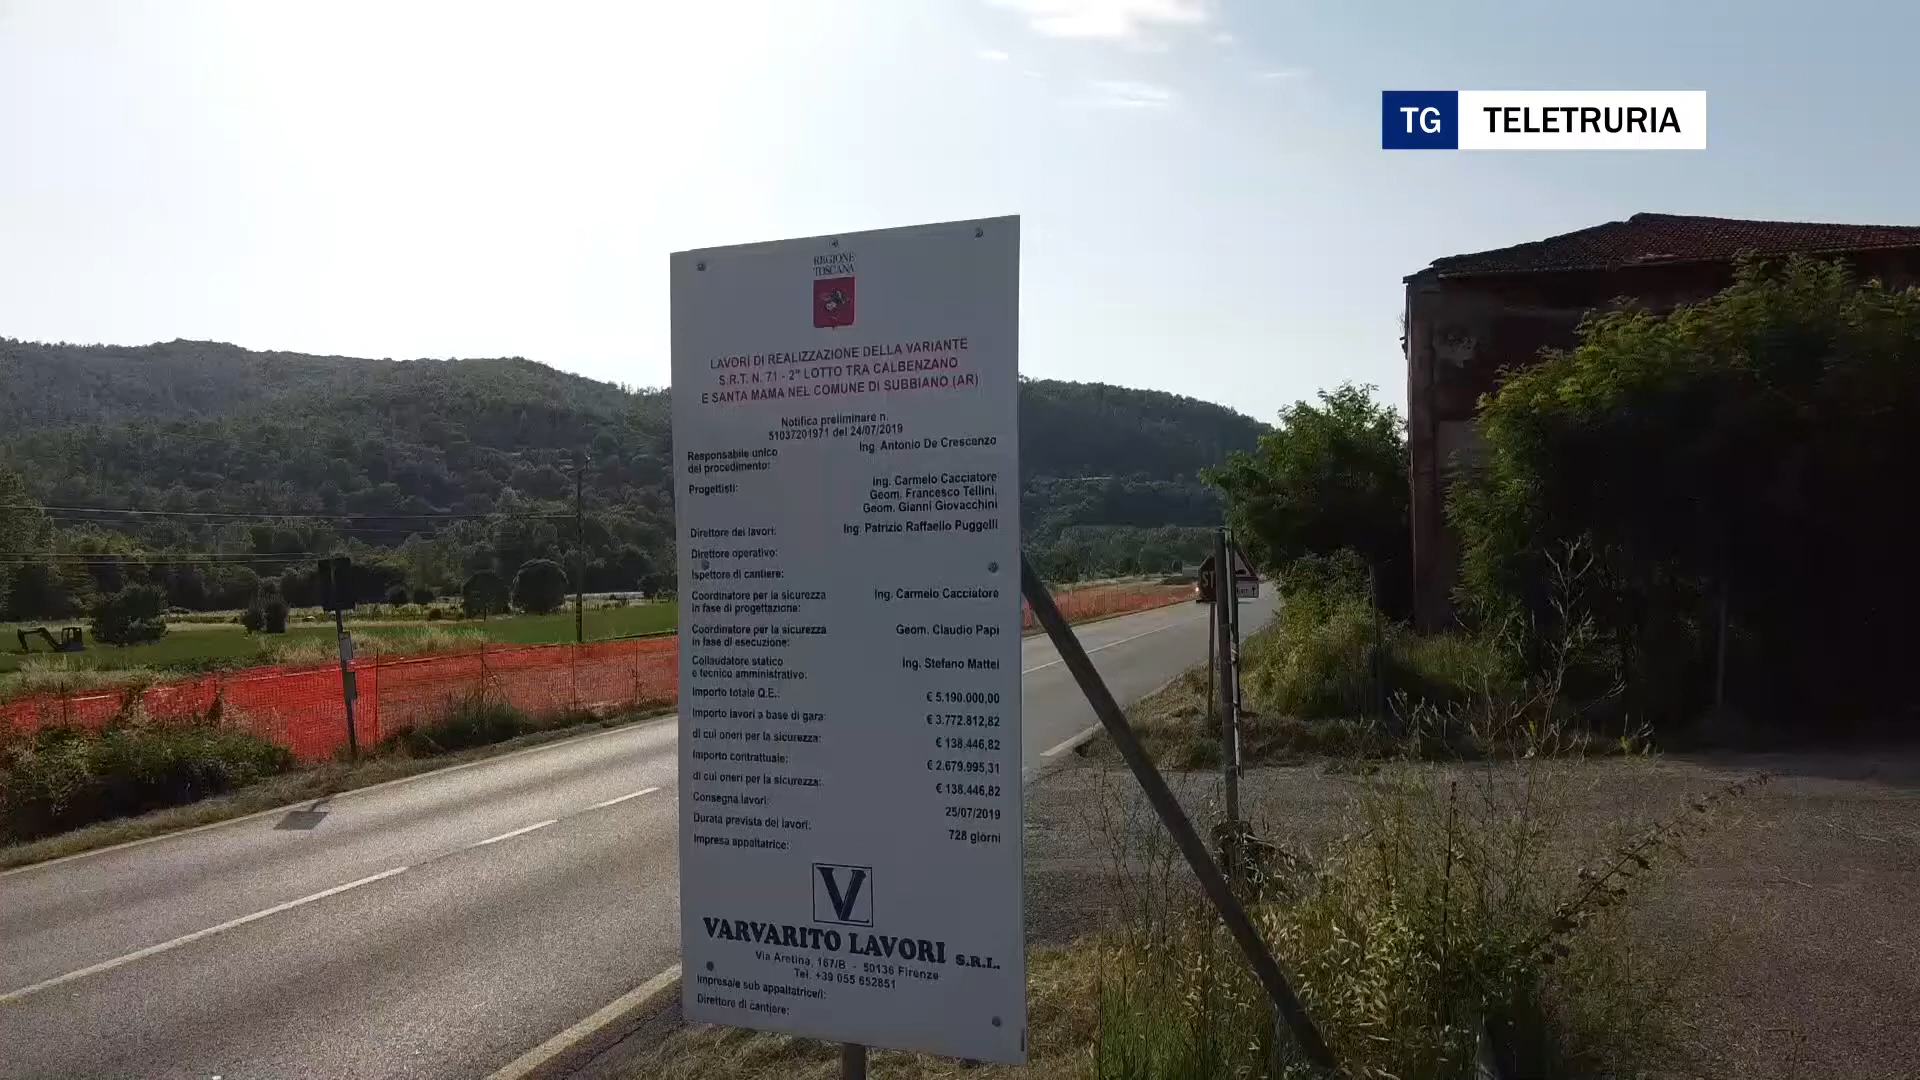 TG TELETRURIA
REGIONE
TOSCANA
LAVORI DI REALIZZAZIONE DELLA VARIANTE
S.R.T. N. 71 - 2° LOTTO TRA CALBENZANO
E SANTA MAMA NEL COMUNE DI SUBBIANO (AR)
Notifica preliminare n.
51037201971 del 24/07/2019
Responsabile unico
del procedimento: Ing. Antonio De Crescenzo
Progettisti: Ing. Carmelo Cacciatore
Geom. Francesco Tellini
Geom. Gianni Giovacchini
Direttore dei lavori: Ing. Patrizio Raffaello Puggelli
Direttore operativo:
Ispettore di cantiere:
Coordinatore per la sicurezza
in fase di progettazione: Ing. Carmelo Cacciatore
Coordinatore per la sicurezza
in fase di esecuzione: Geom. Claudio Papi
Collaudatore statico
e tecnico amministrativo: Ing. Stefano Mattei
Importo totale Q.E.: € 5.190.000,00
Importo lavori a base di gara: € 3.772.812,82
di cui oneri per la sicurezza: € 138.446,82
Importo contrattuale: € 2.679.995,31
di cui oneri per la sicurezza: € 138.446,82
Consegna lavori: 25/07/2019
Durata prevista dei lavori: 728 giorni
Impresa appaltatrice:
VL
VARVARITO LAVORI S.R.L.
Via Aretina, 167/B - 50136 Firenze
Tel. +39 055 652851
Impresa/e sub appaltatrice/i:
Direttore di cantiere: